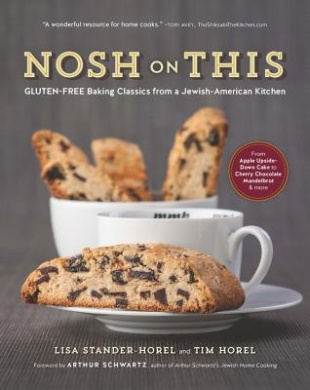 "A wonderful resource for home cooks." –TORI AVEY, TheShiksaInTheKitchen.com
NOSH ON THIS
GLUTEN-FREE Baking Classics from a Jewish-American Kitchen
From
Apple Upside-
Down Cake to
Cherry Chocolate
Mandelbrot
& more
mmh
LISA STANDER-HOREL and TIM HOREL
Foreword by ARTHUR SCHWARTZ, author of Arthur Schwartz's Jewish Home Cooking